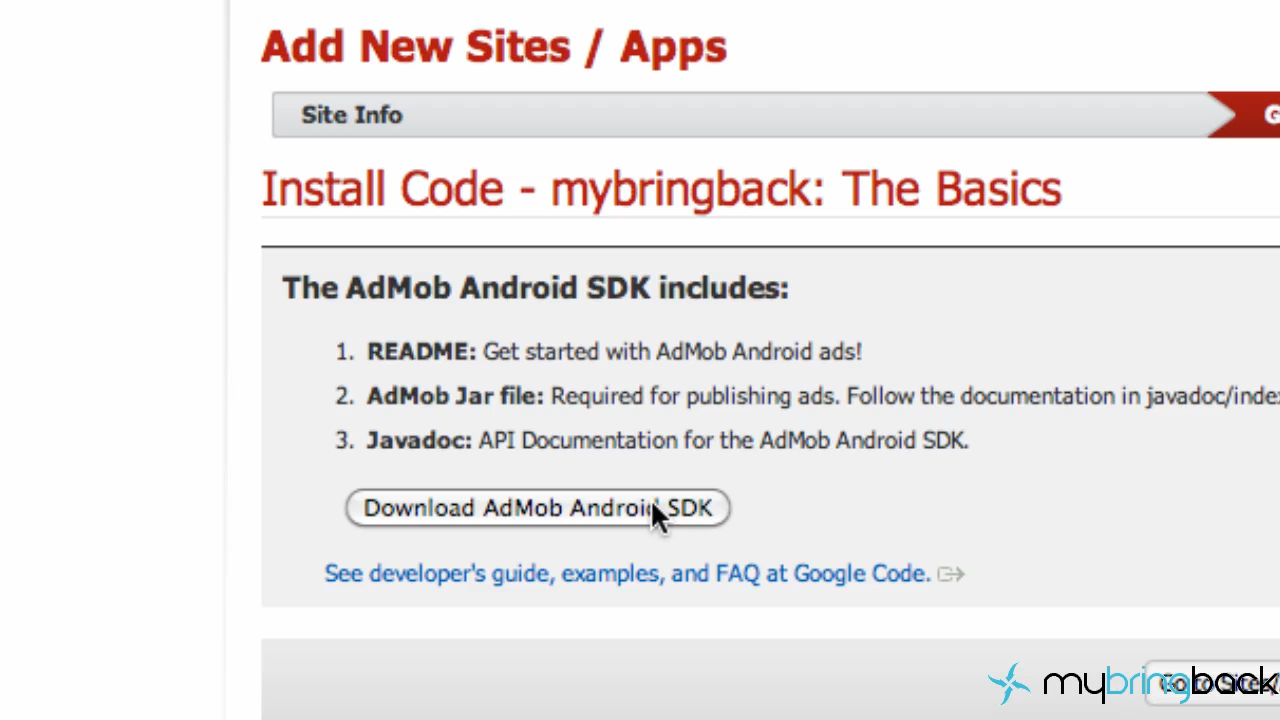 Add New Sites / Apps
Site Info
Install Code - mybringback: The Basics
The AdMob Android SDK includes:
1. README: Get started with AdMob Android ads!
2. AdMob Jar file: Required for publishing ads. Follow the documentation in javadoc/inde
3. Javadoc: API Documentation for the AdMob Android SDK.
Download AdMob Android SDK
See developer's guide, examples, and FAQ at Google Code.
mybringback